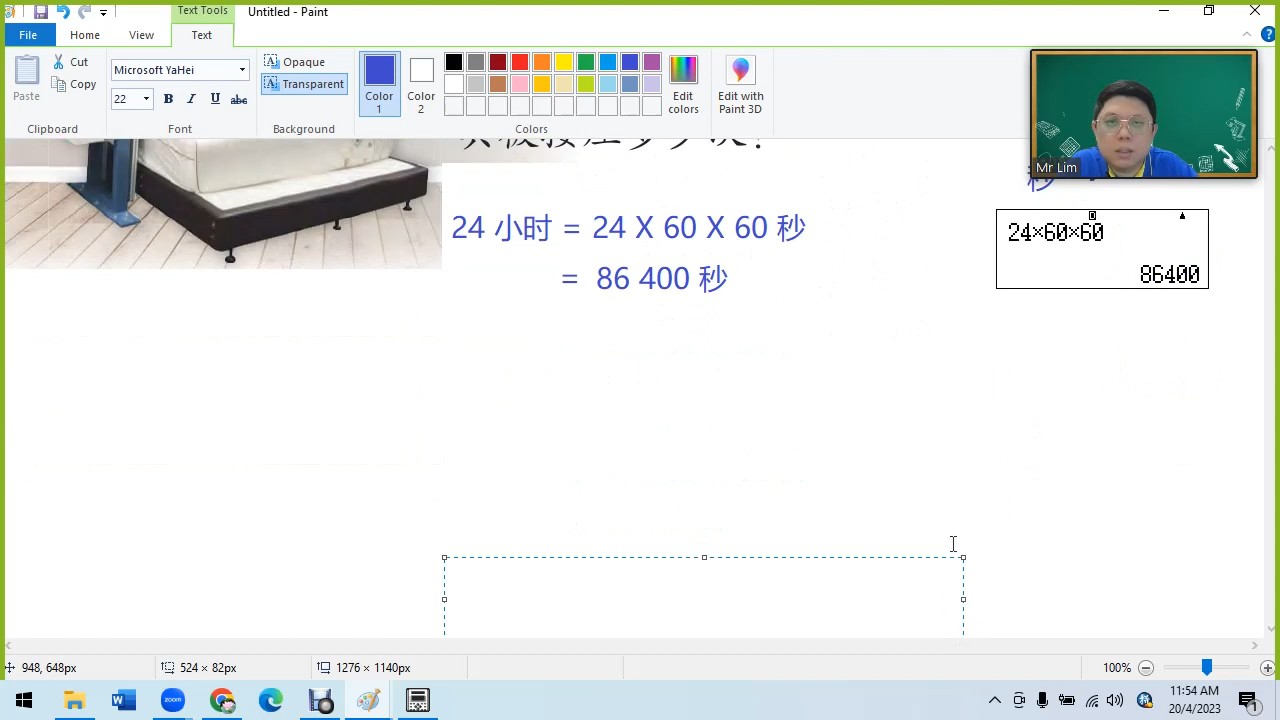 Text Tools
Untitled - Paint
File
Home
View
Text
Paste
Cut
Copy
Clipboard
Microsoft YaHei
22
B I U abc
Font
Opaque
Transparent
Background
Color 1
Color 2
Colors
Edit colors
Edit with Paint 3D
Mr Lim
秒
24 小时 = 24 X 60 X 60 秒
= 86 400 秒
24×60×60
86400
948, 648px
524 × 82px
1276 × 1140px
100%
11:54 AM
20/4/2023
zoom
1